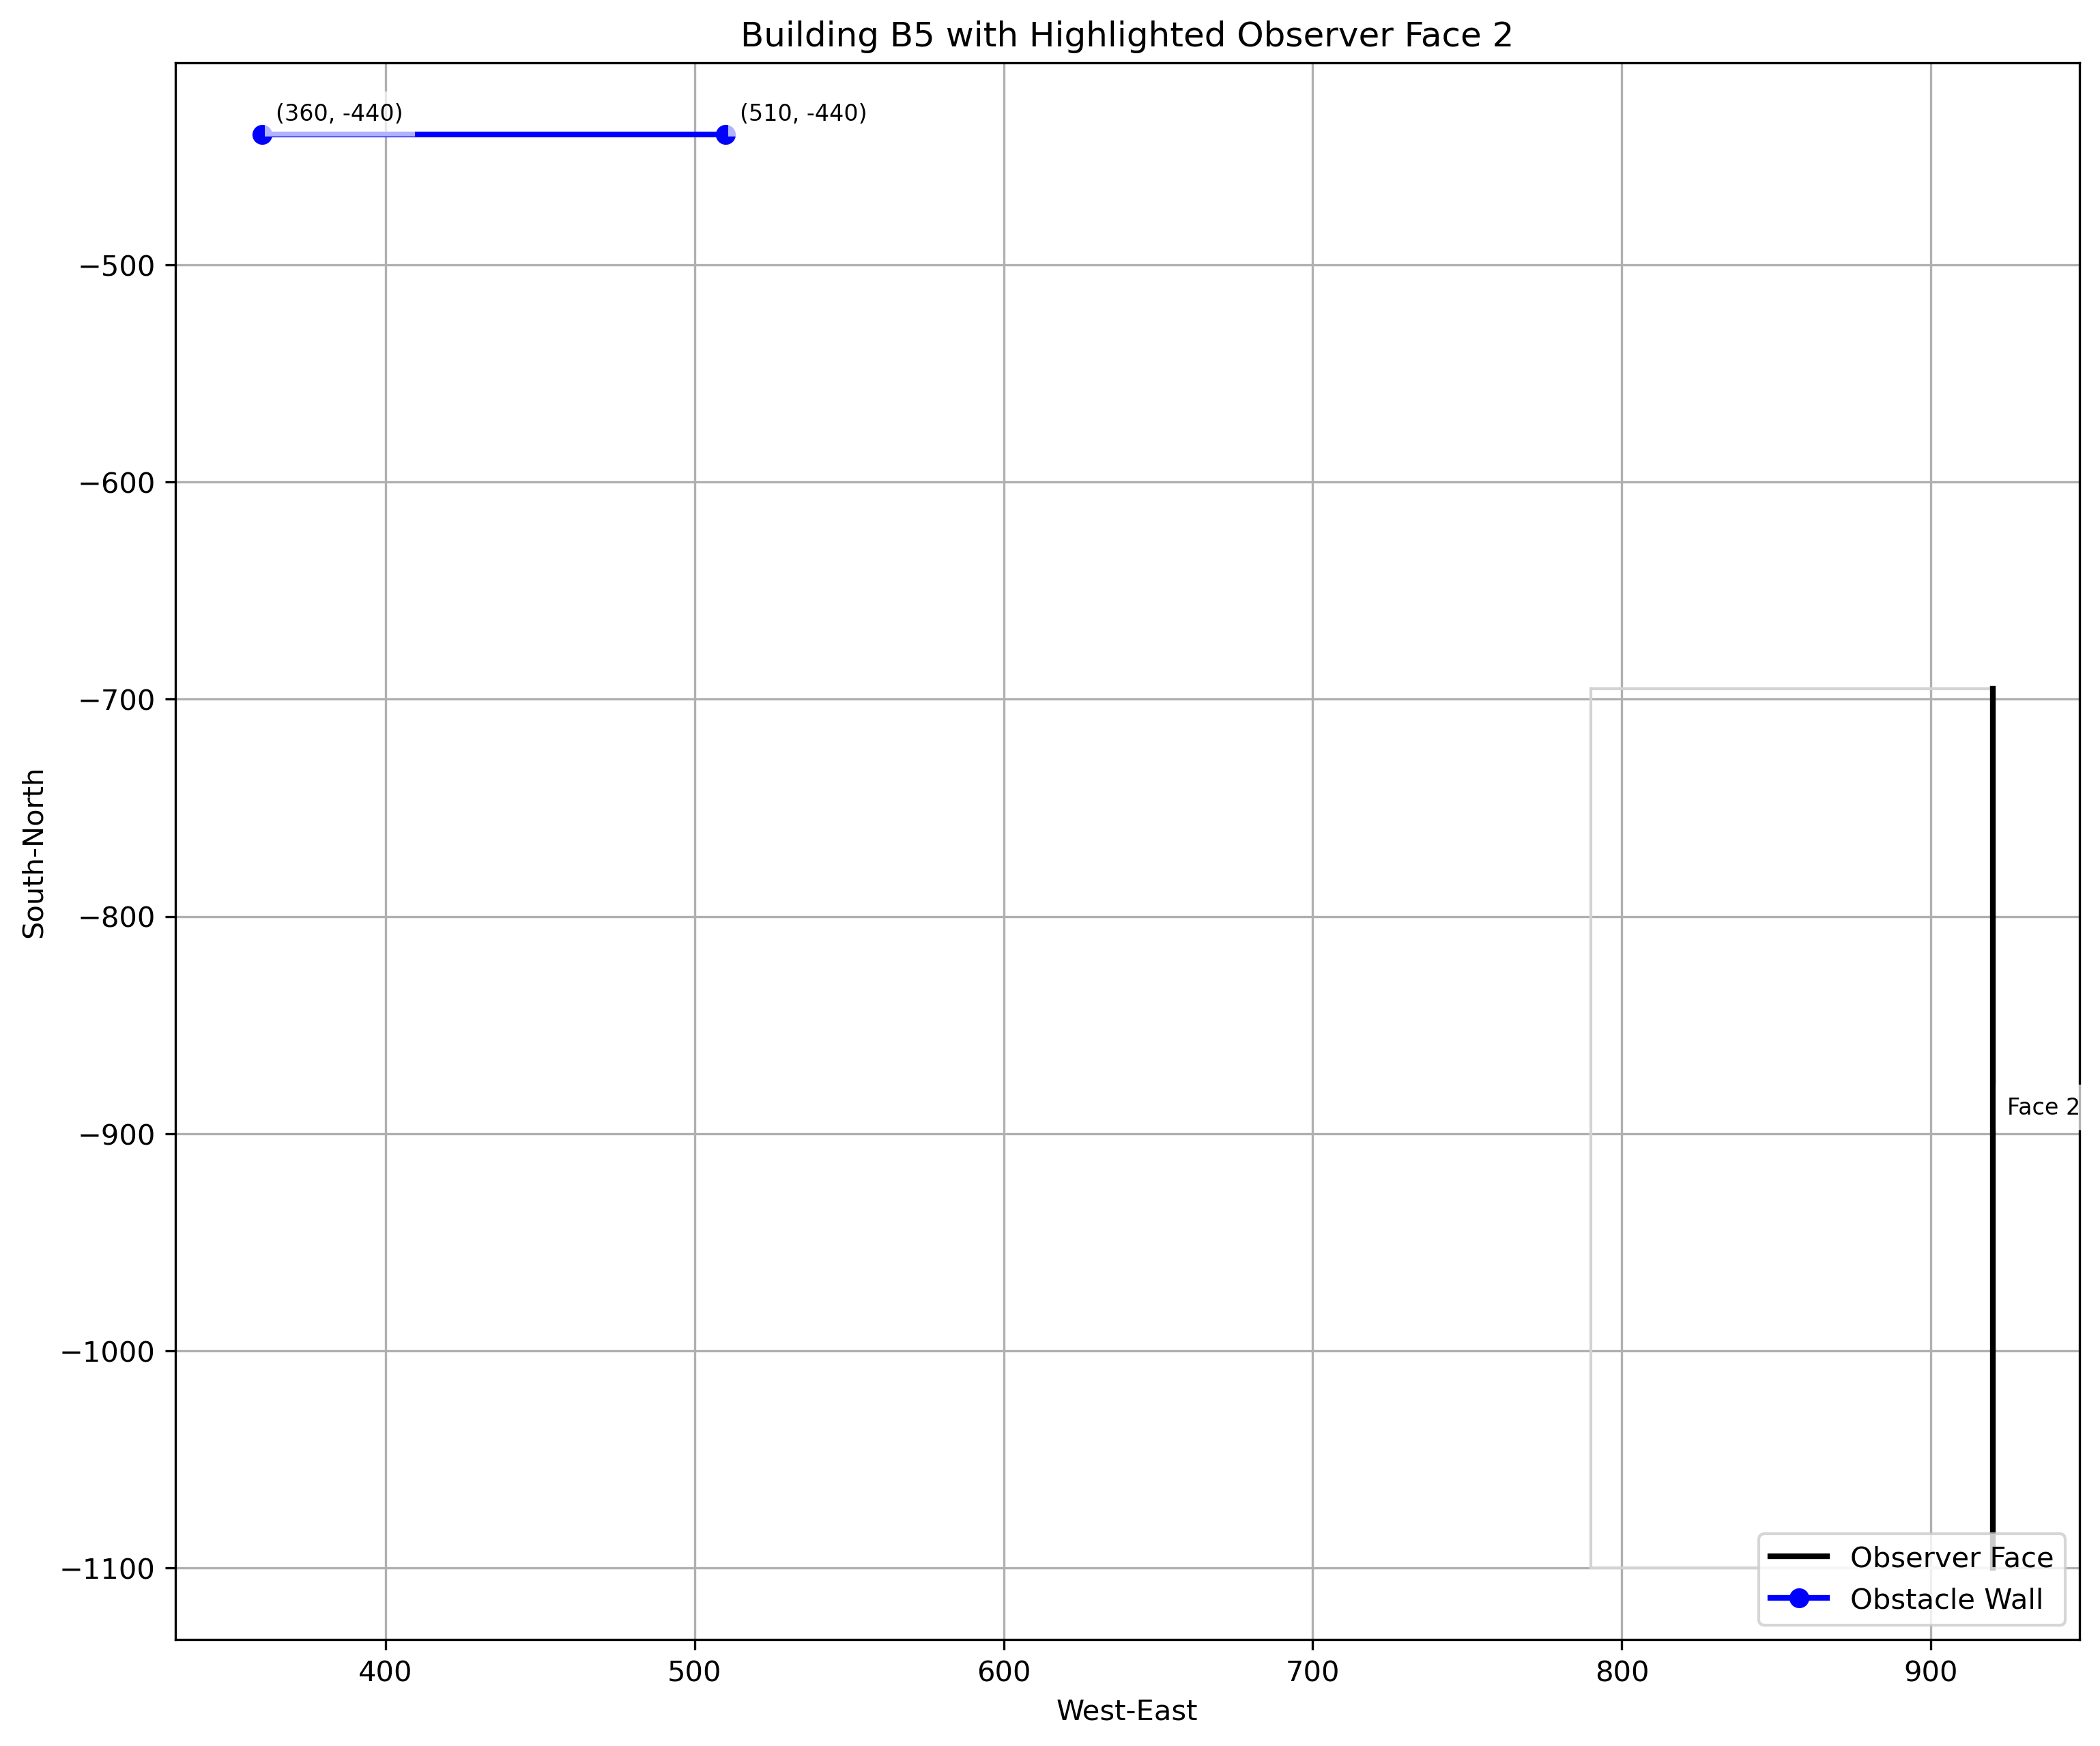 Building B5 with Highlighted Observer Face 2
(360, -440)
(510, -440)
−500
−600
−700
−800
−900
−1000
−1100
South-North
Face 2
Observer Face
Obstacle Wall
400
500
600
700
800
900
West-East